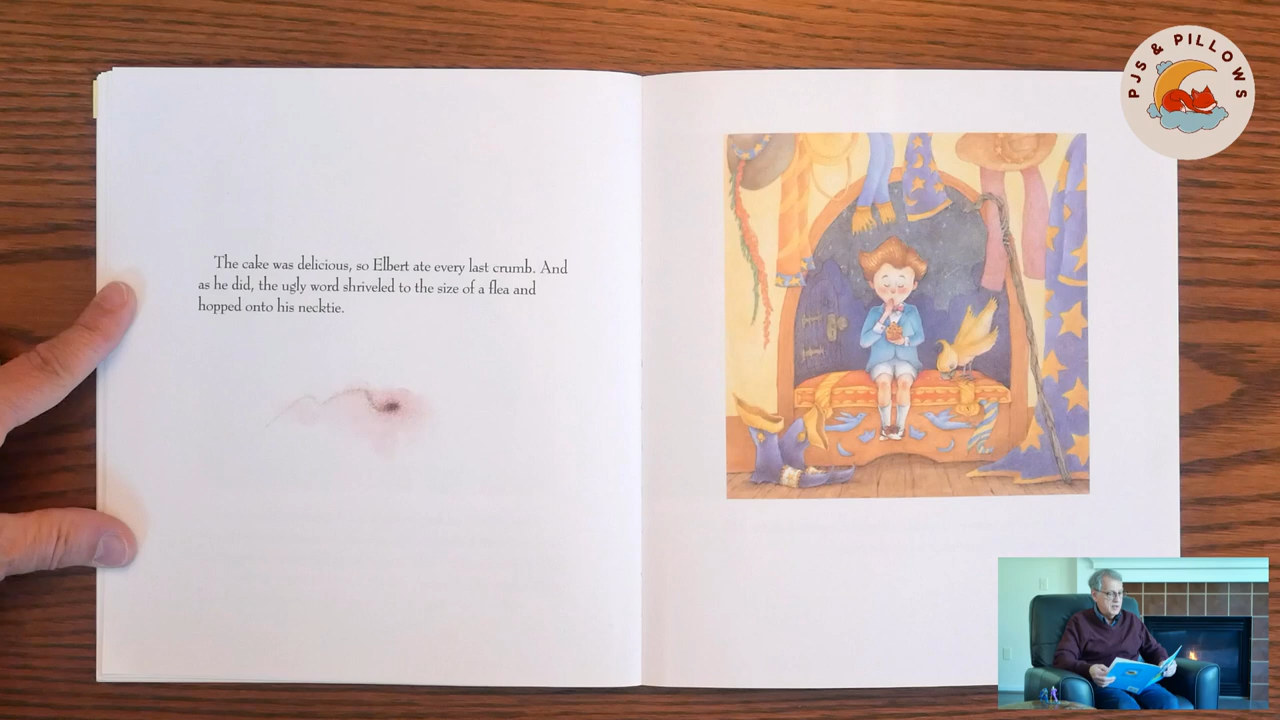 PJS & PILLOWS
The cake was delicious, so Elbert ate every last crumb. And
as he did, the ugly word shriveled to the size of a flea and
hopped onto his necktie.